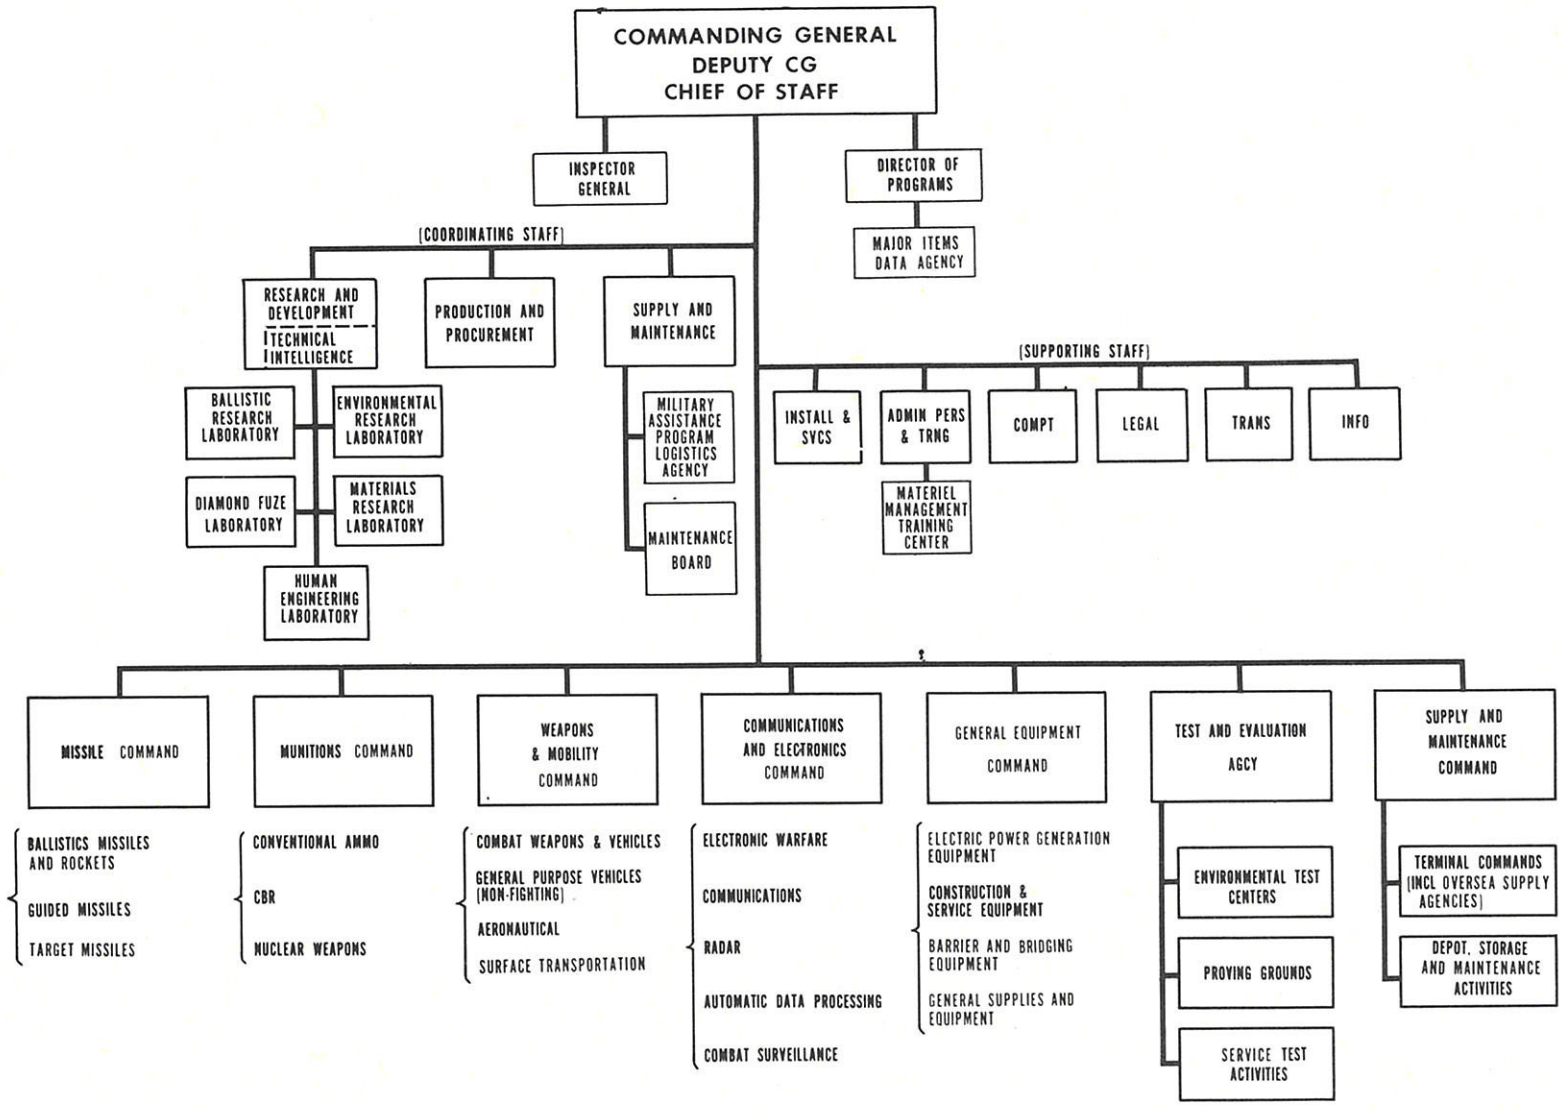 COMMANDING GENERAL
DEPUTY CG
CHIEF OF STAFF
INSPECTOR
GENERAL
DIRECTOR OF
PROGRAMS
MAJOR ITEMS
DATA AGENCY
(COORDINATING STAFF)
RESEARCH AND
DEVELOPMENT
TECHNICAL
INTELLIGENCE
PRODUCTION AND
PROCUREMENT
SUPPLY AND
MAINTENANCE
BALLISTIC
RESEARCH
LABORATORY
ENVIRONMENTAL
RESEARCH
LABORATORY
DIAMOND FUZE
LABORATORY
MATERIALS
RESEARCH
LABORATORY
HUMAN
ENGINEERING
LABORATORY
MILITARY
ASSISTANCE
PROGRAM
LOGISTICS
AGENCY
MAINTENANCE
BOARD
(SUPPORTING STAFF)
INSTALL &
SVCS
ADMIN PERS
& TRNG
COMPT
LEGAL
TRANS
INFO
MATERIEL
MANAGEMENT
TRAINING
CENTER
MISSILE COMMAND
MUNITIONS COMMAND
WEAPONS
& MOBILITY
COMMAND
COMMUNICATIONS
AND ELECTRONICS
COMMAND
GENERAL EQUIPMENT
COMMAND
TEST AND EVALUATION
AGCY
SUPPLY AND
MAINTENANCE
COMMAND
BALLISTICS MISSILES
AND ROCKETS
GUIDED MISSILES
TARGET MISSILES
CONVENTIONAL AMMO
CBR
NUCLEAR WEAPONS
COMBAT WEAPONS & VEHICLES
GENERAL PURPOSE VEHICLES
(NON-FIGHTING)
AERONAUTICAL
SURFACE TRANSPORTATION
ELECTRONIC WARFARE
COMMUNICATIONS
RADAR
AUTOMATIC DATA PROCESSING
COMBAT SURVEILLANCE
ELECTRIC POWER GENERATION
EQUIPMENT
CONSTRUCTION &
SERVICE EQUIPMENT
BARRIER AND BRIDGING
EQUIPMENT
GENERAL SUPPLIES AND
EQUIPMENT
ENVIRONMENTAL TEST
CENTERS
PROVING GROUNDS
SERVICE TEST
ACTIVITIES
TERMINAL COMMANDS
(INCL OVERSEA SUPPLY
AGENCIES)
DEPOT, STORAGE
AND MAINTENANCE
ACTIVITIES